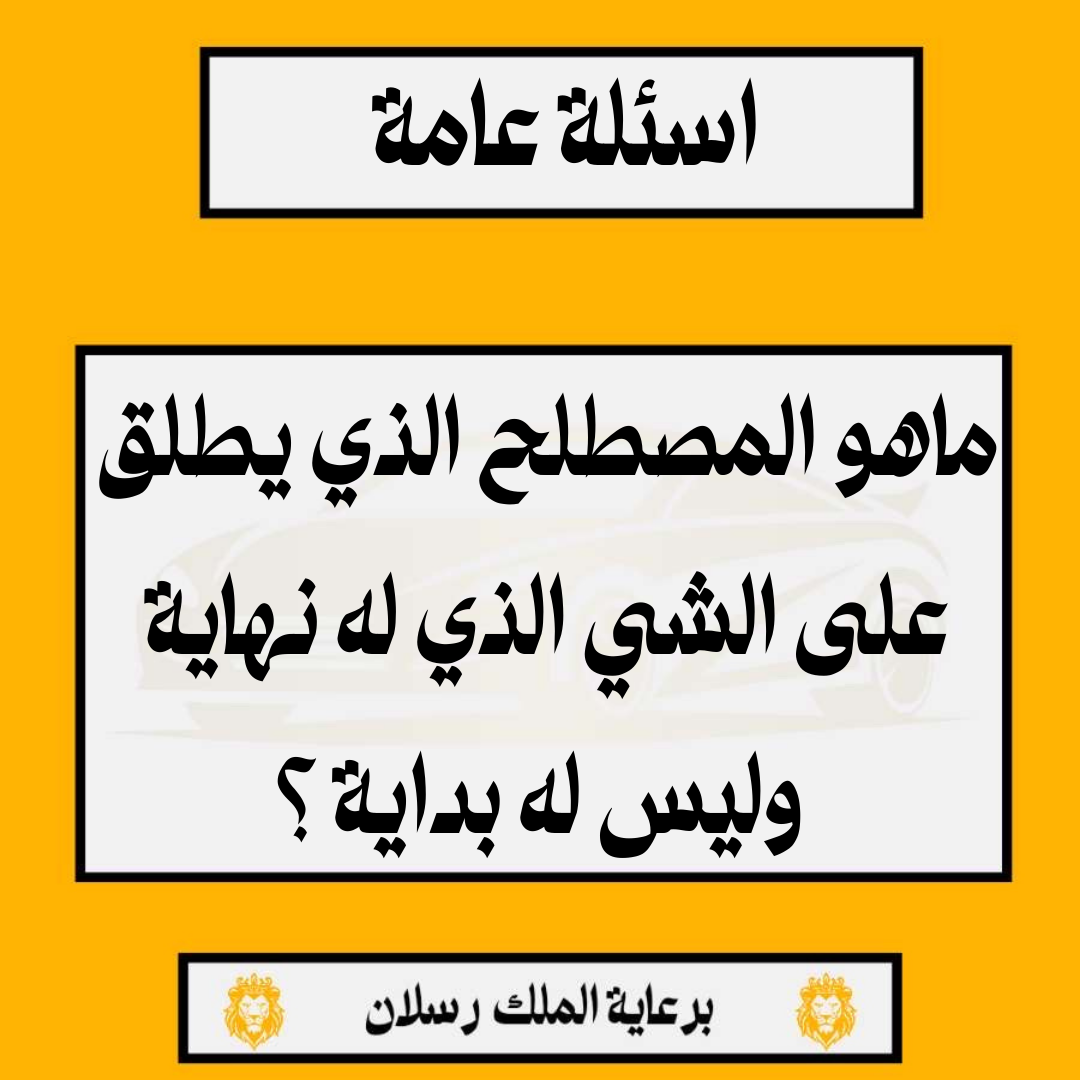 اسئلة عامة
ماهو المصطلح الذي يطلق
على الشي الذي له نهاية
وليس له بداية ؟
برعاية الملك رسلان